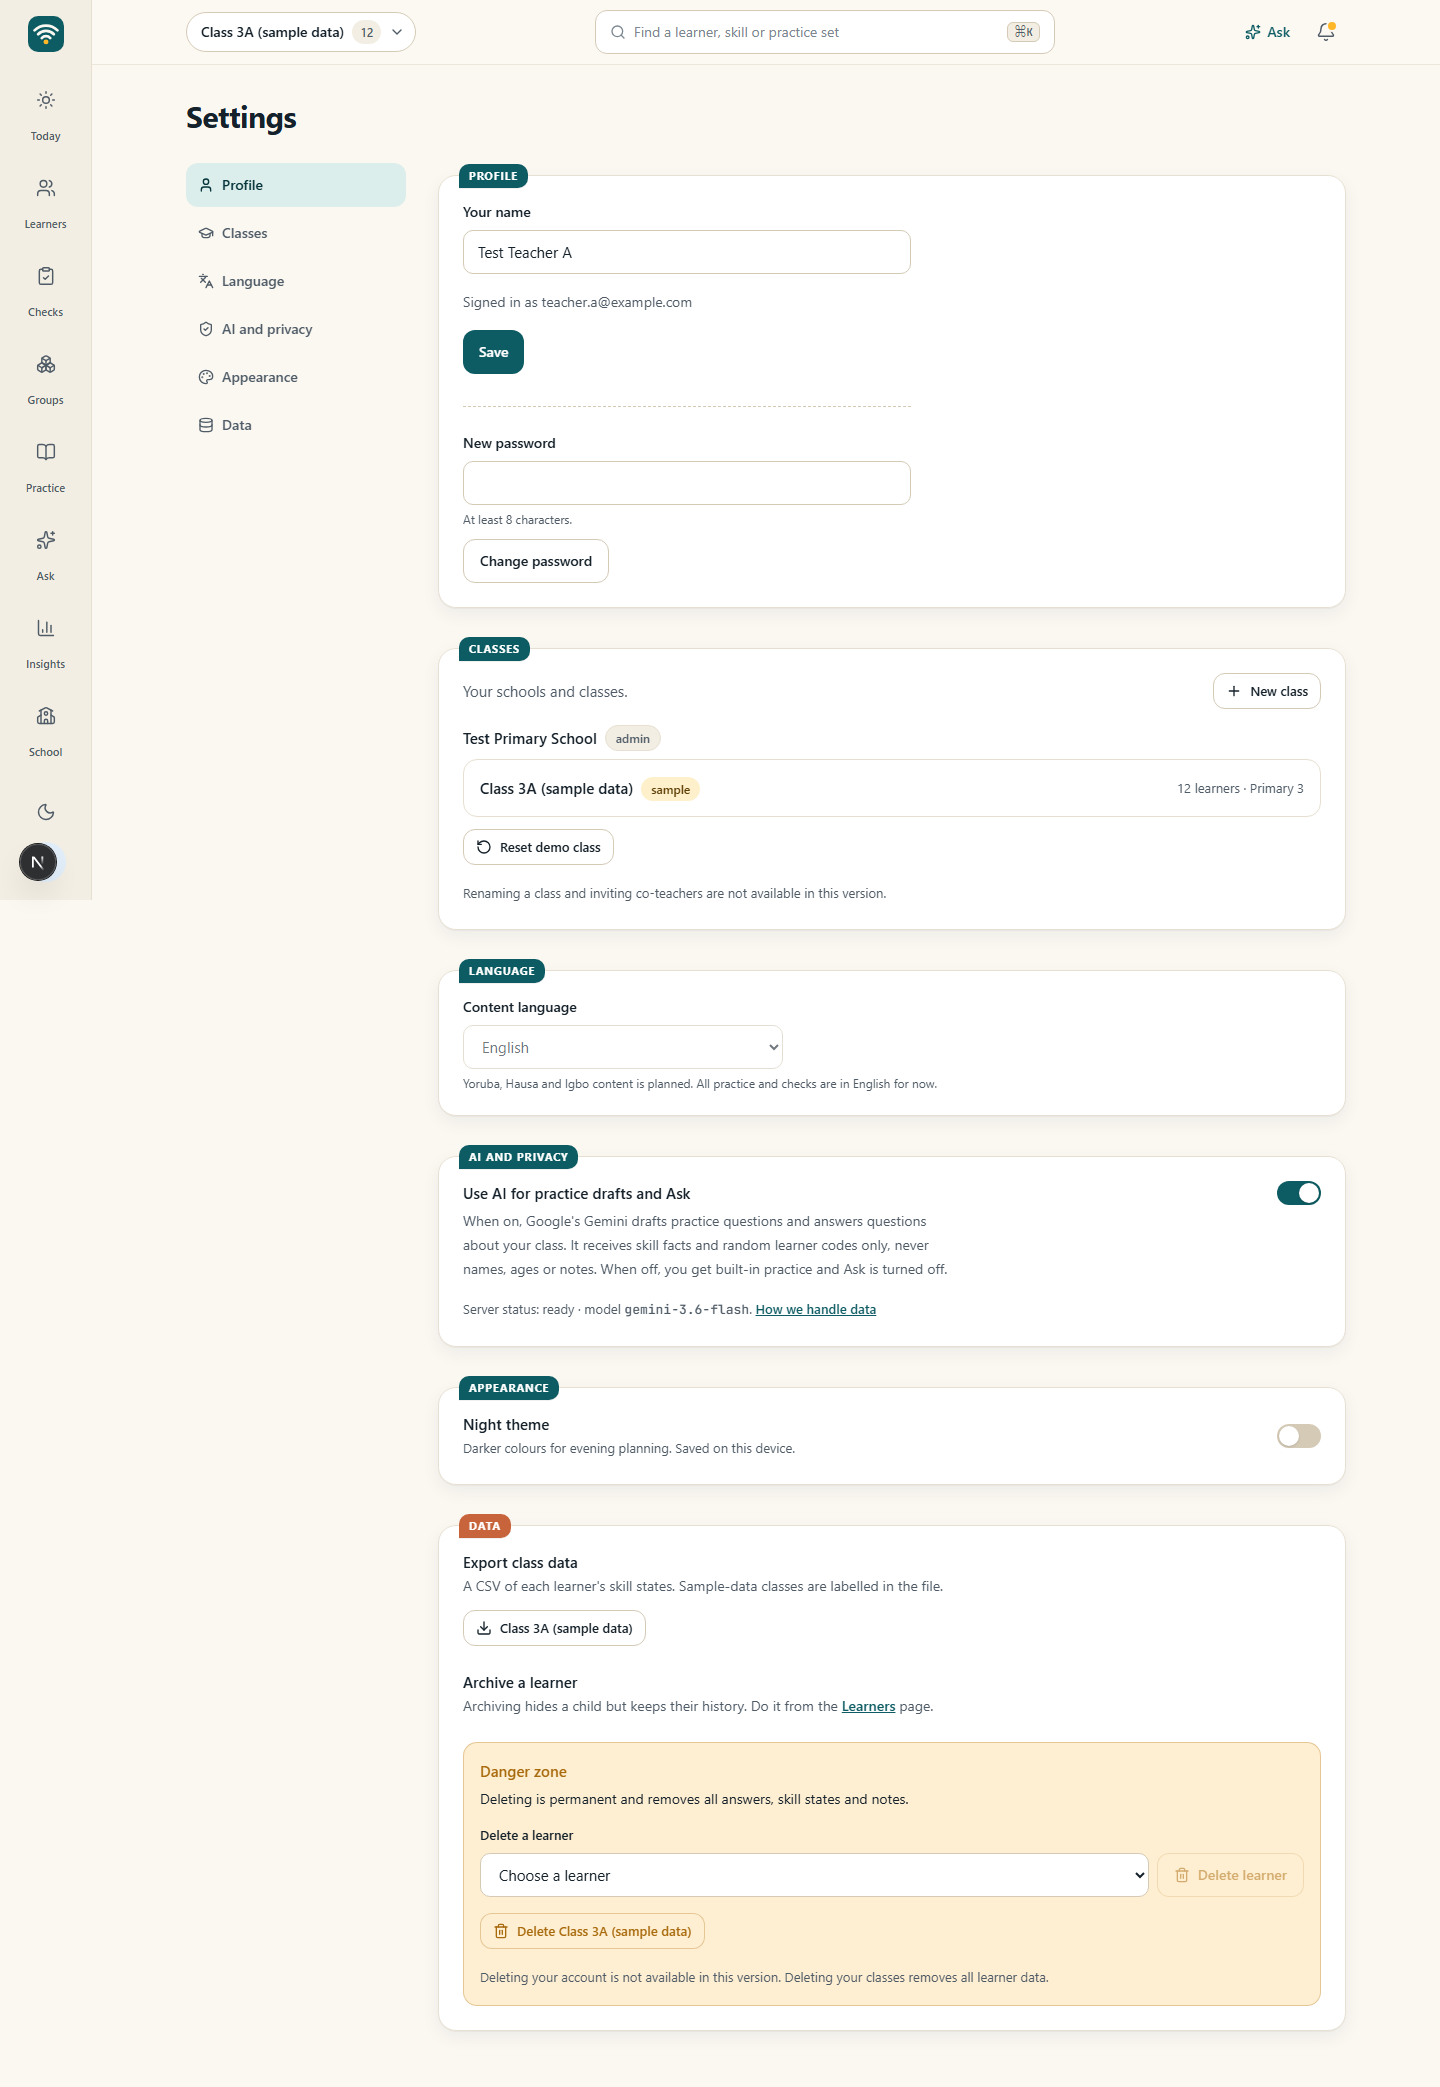 Class 3A (sample data) 12
Find a learner, skill or practice set
⌘K
Ask
Today
Learners
Checks
Groups
Practice
Ask
Insights
School
N
Settings
Profile
Classes
Language
AI and privacy
Appearance
Data
PROFILE
Your name
Test Teacher A
Signed in as teacher.a@example.com
Save
New password
At least 8 characters.
Change password
CLASSES
Your schools and classes.
New class
Test Primary School admin
Class 3A (sample data) sample
12 learners · Primary 3
Reset demo class
Renaming a class and inviting co-teachers are not available in this version.
LANGUAGE
Content language
English
Yoruba, Hausa and Igbo content is planned. All practice and checks are in English for now.
AI AND PRIVACY
Use AI for practice drafts and Ask
When on, Google's Gemini drafts practice questions and answers questions
about your class. It receives skill facts and random learner codes only, never
names, ages or notes. When off, you get built-in practice and Ask is turned off.
Server status: ready · model gemini-3.6-flash. How we handle data
APPEARANCE
Night theme
Darker colours for evening planning. Saved on this device.
DATA
Export class data
A CSV of each learner's skill states. Sample-data classes are labelled in the file.
Class 3A (sample data)
Archive a learner
Archiving hides a child but keeps their history. Do it from the Learners page.
Danger zone
Deleting is permanent and removes all answers, skill states and notes.
Delete a learner
Choose a learner
Delete learner
Delete Class 3A (sample data)
Deleting your account is not available in this version. Deleting your classes removes all learner data.